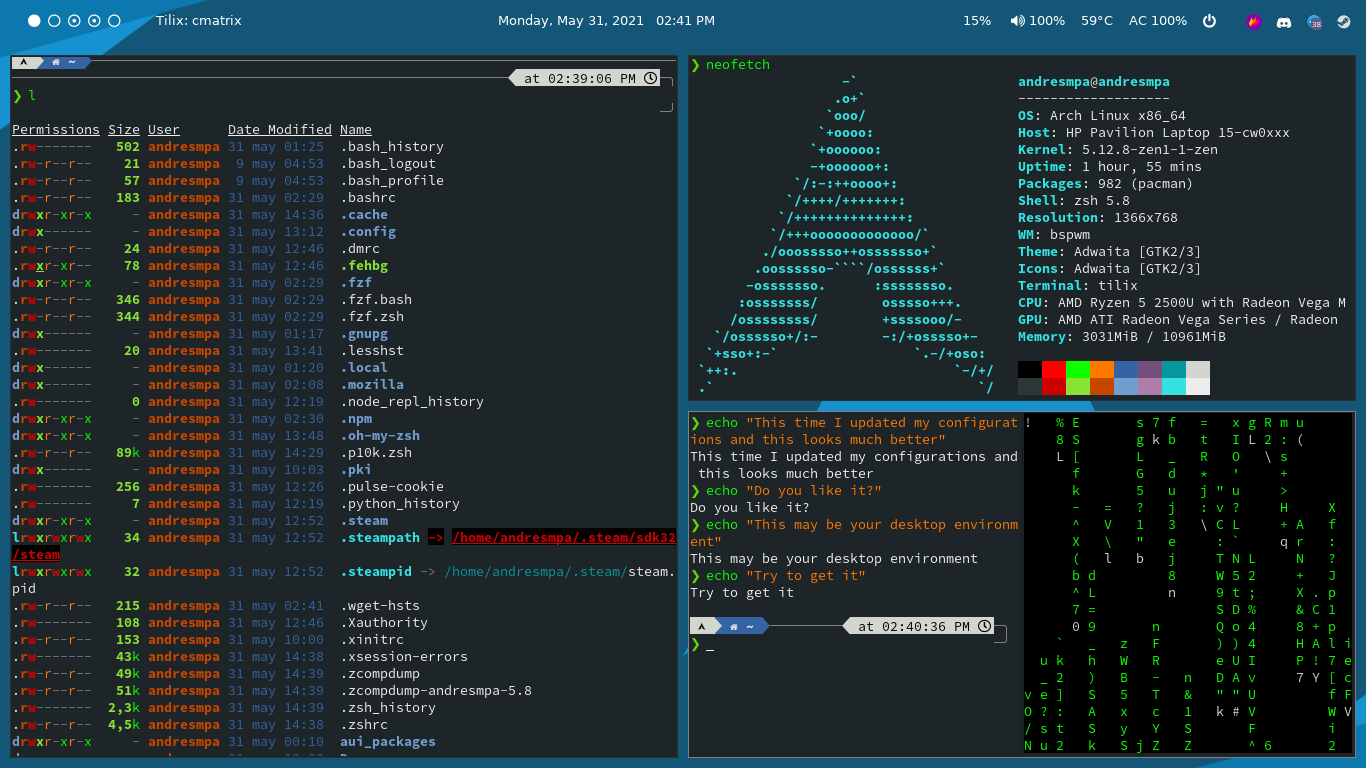 Tilix: cmatrix
Monday, May 31, 2021 02:41 PM
15% 100% 59°C AC 100%
38
~
at 02:39:06 PM
❯ l
Permissions Size User Date Modified Name
.rw------- 502 andresmpa 31 may 01:25 .bash_history
.rw-r--r-- 21 andresmpa 9 may 04:53 .bash_logout
.rw-r--r-- 57 andresmpa 9 may 04:53 .bash_profile
.rw-r--r-- 183 andresmpa 31 may 02:29 .bashrc
drwxr-xr-x - andresmpa 31 may 14:36 .cache
drwx------ - andresmpa 31 may 13:12 .config
.rw-r--r-- 24 andresmpa 31 may 12:46 .dmrc
.rwxr-xr-- 78 andresmpa 31 may 12:46 .fehbg
drwxr-xr-x - andresmpa 31 may 02:29 .fzf
.rw-r--r-- 346 andresmpa 31 may 02:29 .fzf.bash
.rw-r--r-- 344 andresmpa 31 may 02:29 .fzf.zsh
drwx------ - andresmpa 31 may 01:17 .gnupg
.rw------- 20 andresmpa 31 may 13:41 .lesshst
drwx------ - andresmpa 31 may 01:20 .local
drwx------ - andresmpa 31 may 02:08 .mozilla
.rw------- 0 andresmpa 31 may 12:19 .node_repl_history
drwxr-xr-x - andresmpa 31 may 02:30 .npm
drwxr-xr-x - andresmpa 31 may 13:48 .oh-my-zsh
.rw-r--r-- 89k andresmpa 31 may 14:29 .p10k.zsh
drwx------ - andresmpa 31 may 10:03 .pki
.rw------- 256 andresmpa 31 may 12:26 .pulse-cookie
.rw------- 7 andresmpa 31 may 12:19 .python_history
drwxr-xr-x - andresmpa 31 may 12:52 .steam
lrwxrwxrwx 34 andresmpa 31 may 12:52 .steampath -> /home/andresmpa/.steam/sdk32
/steam
lrwxrwxrwx 32 andresmpa 31 may 12:52 .steampid -> /home/andresmpa/.steam/steam.
pid
.rw-r--r-- 215 andresmpa 31 may 02:41 .wget-hsts
.rw------- 108 andresmpa 31 may 12:46 .Xauthority
.rw-r--r-- 153 andresmpa 31 may 10:00 .xinitrc
.rw------- 43k andresmpa 31 may 14:38 .xsession-errors
.rw-r--r-- 49k andresmpa 31 may 14:39 .zcompdump
.rw-r--r-- 51k andresmpa 31 may 14:39 .zcompdump-andresmpa-5.8
.rw------- 2,3k andresmpa 31 may 14:39 .zsh_history
.rw-r--r-- 4,5k andresmpa 31 may 14:38 .zshrc
drwxr-xr-x - andresmpa 31 may 00:10 aui_packages
❯ neofetch
andresmpa@andresmpa
-------------------
OS: Arch Linux x86_64
Host: HP Pavilion Laptop 15-cw0xxx
Kernel: 5.12.8-zen1-1-zen
Uptime: 1 hour, 55 mins
Packages: 982 (pacman)
Shell: zsh 5.8
Resolution: 1366x768
WM: bspwm
Theme: Adwaita [GTK2/3]
Icons: Adwaita [GTK2/3]
Terminal: tilix
CPU: AMD Ryzen 5 2500U with Radeon Vega M
GPU: AMD ATI Radeon Vega Series / Radeon
Memory: 3031MiB / 10961MiB
❯ echo "This time I updated my configurat
ions and this looks much better"
This time I updated my configurations and
this looks much better
❯ echo "Do you like it?"
Do you like it?
❯ echo "This may be your desktop environm
ent"
This may be your desktop environment
❯ echo "Try to get it"
Try to get it
~
at 02:40:36 PM
❯ _